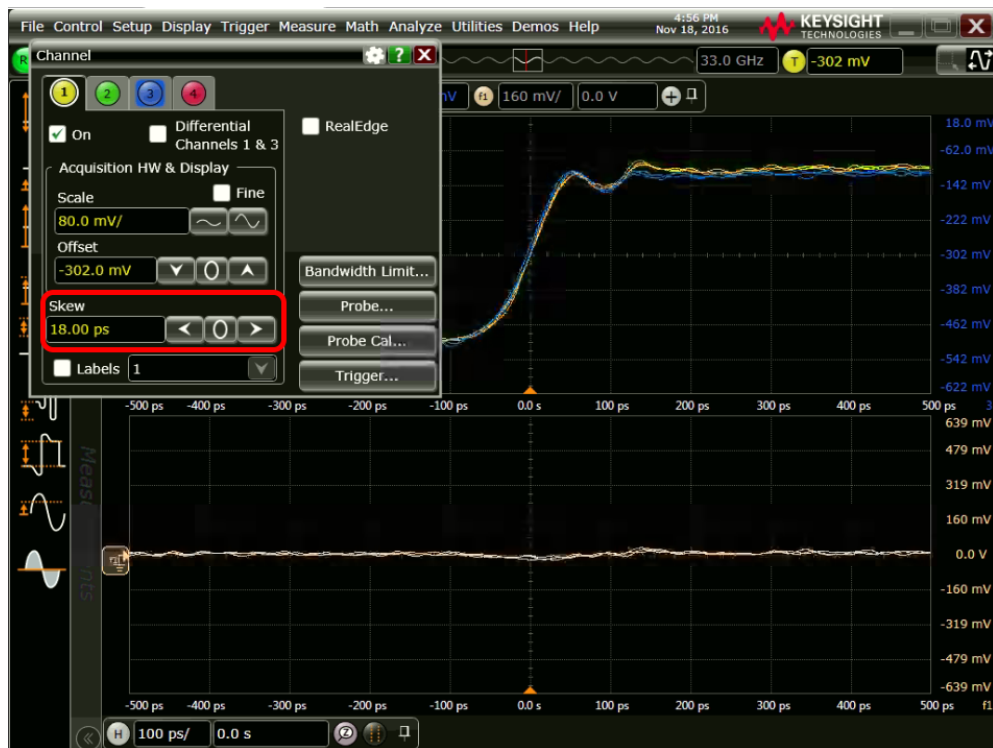 File Control Setup Display Trigger Measure Math Analyze Utilities Demos Help
4:56 PM
Nov 18, 2016
KEYSIGHT
TECHNOLOGIES
R
Channel
?
X
33.0 GHz
T
-302 mV
1
2
3
4
f1
160 mV/
0.0 V
On
Differential
Channels 1 & 3
RealEdge
Acquisition HW & Display
Scale
Fine
80.0 mV/
Offset
-302.0 mV
0
Bandwidth Limit...
Skew
18.00 ps
0
Probe...
Probe Cal...
Labels
1
Trigger...
18.0 mV
-62.0 mV
-142 mV
-222 mV
-302 mV
-382 mV
-462 mV
-542 mV
-622 mV
-500 ps -400 ps -300 ps -200 ps -100 ps 0.0 s 100 ps 200 ps 300 ps 400 ps 500 ps 3
639 mV
479 mV
319 mV
160 mV
0.0 V
-160 mV
-319 mV
-479 mV
-639 mV
Measurements
-500 ps -400 ps -300 ps -200 ps -100 ps 0.0 s 100 ps 200 ps 300 ps 400 ps 500 ps f1
H
100 ps/
0.0 s